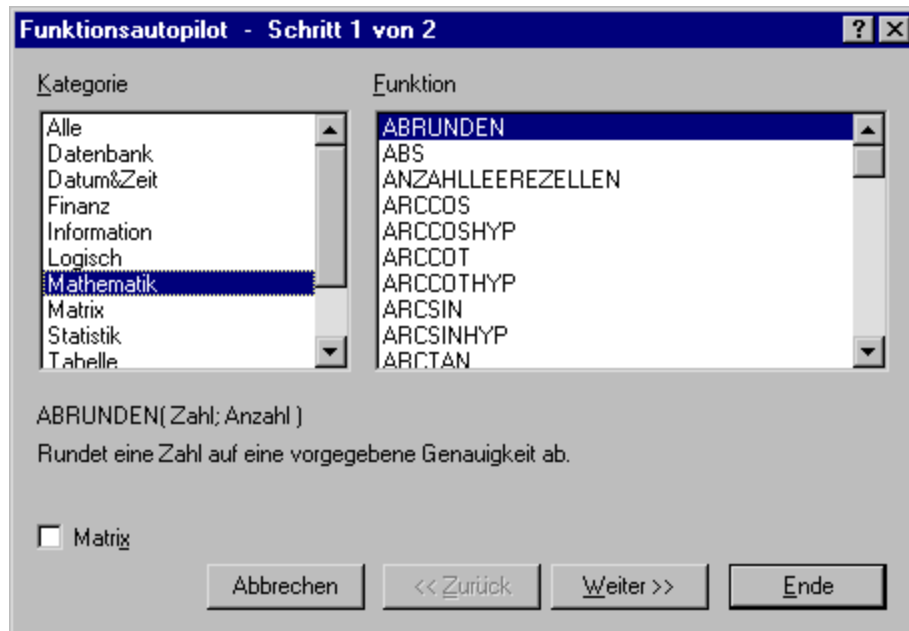 Funktionsautopilot - Schritt 1 von 2
Kategorie
Funktion
Alle
Datenbank
Datum&Zeit
Finanz
Information
Logisch
Mathematik
Matrix
Statistik
Tabelle
ABRUNDEN
ABS
ANZAHLLEEREZELLEN
ARCCOS
ARCCOSHYP
ARCCOT
ARCCOTHYP
ARCSIN
ARCSINHYP
ARCTAN
ABRUNDEN( Zahl; Anzahl )
Rundet eine Zahl auf eine vorgegebene Genauigkeit ab.
Matrix
Abbrechen
<< Zurück
Weiter >>
Ende